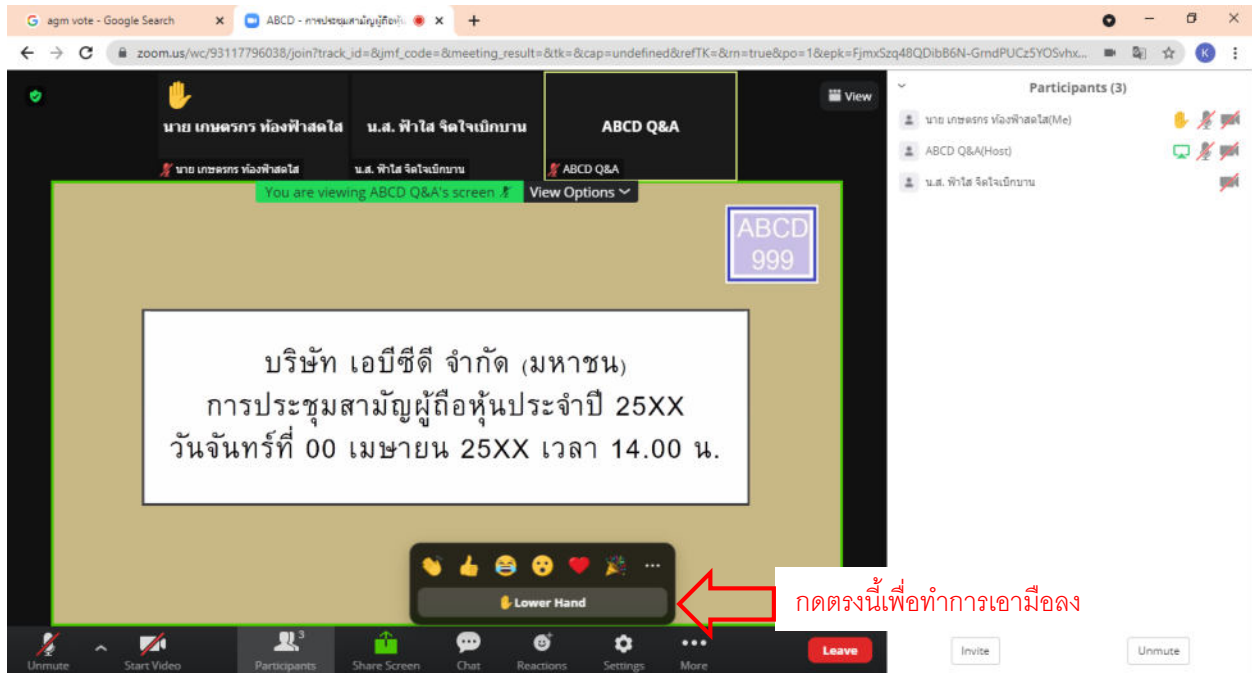 agm vote - Google Search
ABCD - การประชุมสามัญผู้ถือหุ้
zoom.us/wc/93117796038/join?track_id=&jmf_code=&meeting_result=&tk=&cap=undefined&refTK=&rn=true&po=1&epk=FjmxSzq48QDibB6N-GrndPUCz5YOSvhx...
K
นาย เกษตรกร ท้องฟ้าสดใส
น.ส. ฟ้าใส จิตใจเบิกบาน
ABCD Q&A
View
นาย เกษตรกร ท้องฟ้าสดใส
น.ส. ฟ้าใส จิตใจเบิกบาน
ABCD Q&A
You are viewing ABCD Q&A's screen
View Options
Participants (3)
นาย เกษตรกร ท้องฟ้าสดใส(Me)
ABCD Q&A(Host)
น.ส. ฟ้าใส จิตใจเบิกบาน
ABCD
999
บริษัท เอบีซีดี จำกัด (มหาชน)
การประชุมสามัญผู้ถือหุ้นประจำปี 25XX
วันจันทร์ที่ 00 เมษายน 25XX เวลา 14.00 น.
Lower Hand
กดตรงนี้เพื่อทำการเอามือลง
Unmute
Start Video
3
Participants
Share Screen
Chat
Reactions
Settings
More
Leave
Invite
Unmute